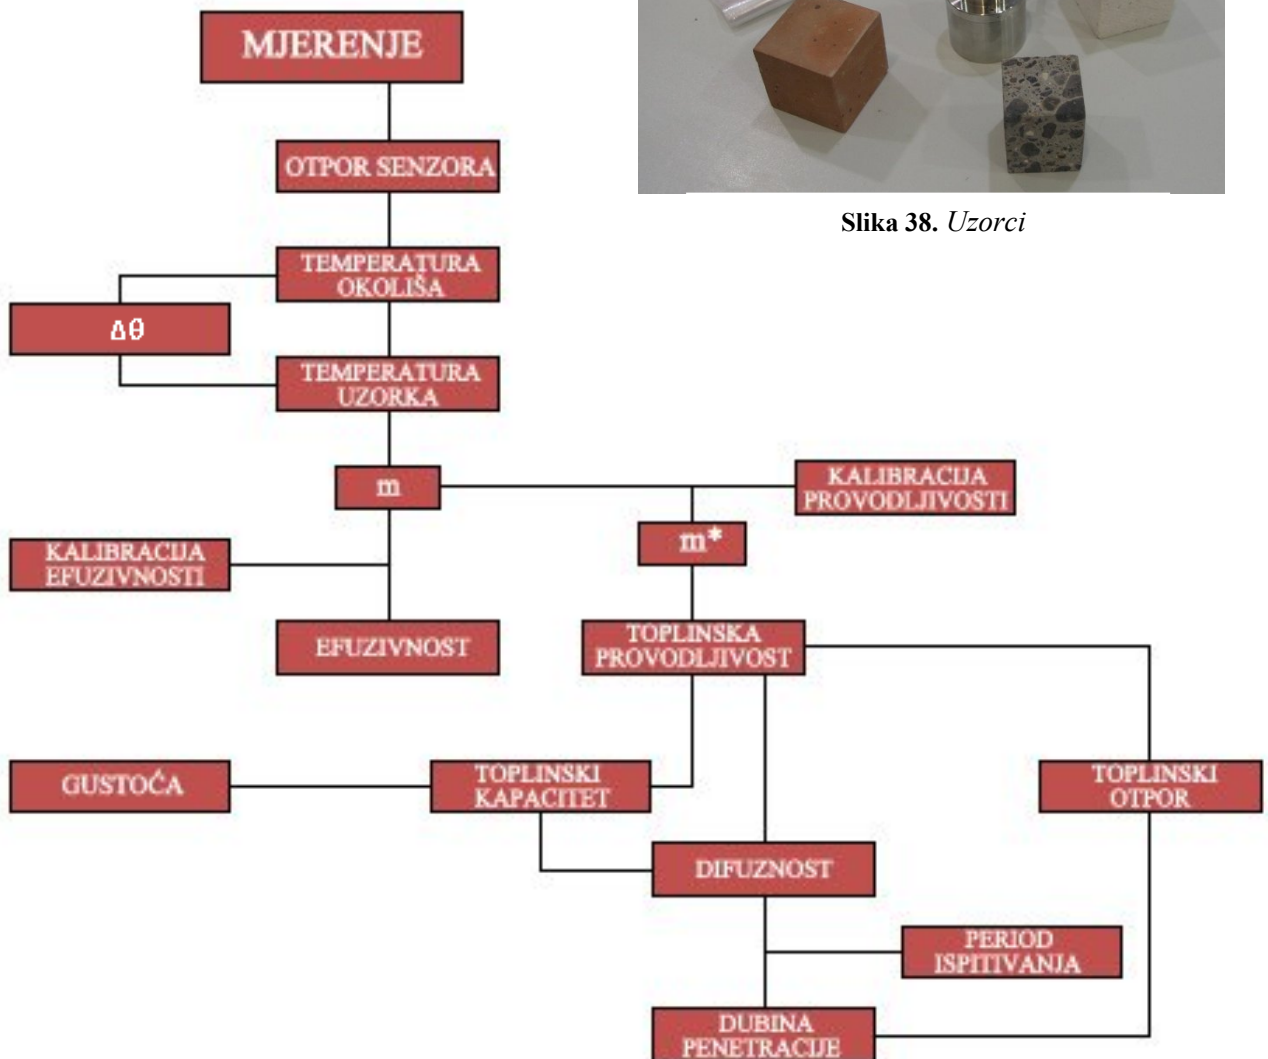 MJERENJE
OTPOR SENZORA
Slika 38. Uzorci
TEMPERATURA
OKOLIŠA
Δθ
TEMPERATURA
UZORKA
m
KALIBRACIJA
PROVODLJIVOSTI
m*
KALIBRACIJA
EFUZIVNOSTI
EFUZIVNOST
TOPLINSKA
PROVODLJIVOST
GUSTOĆA
TOPLINSKI
KAPACITET
TOPLINSKI
OTPOR
DIFUZNOST
PERIOD
ISPITIVANJA
DUBINA
PENETRACIJE